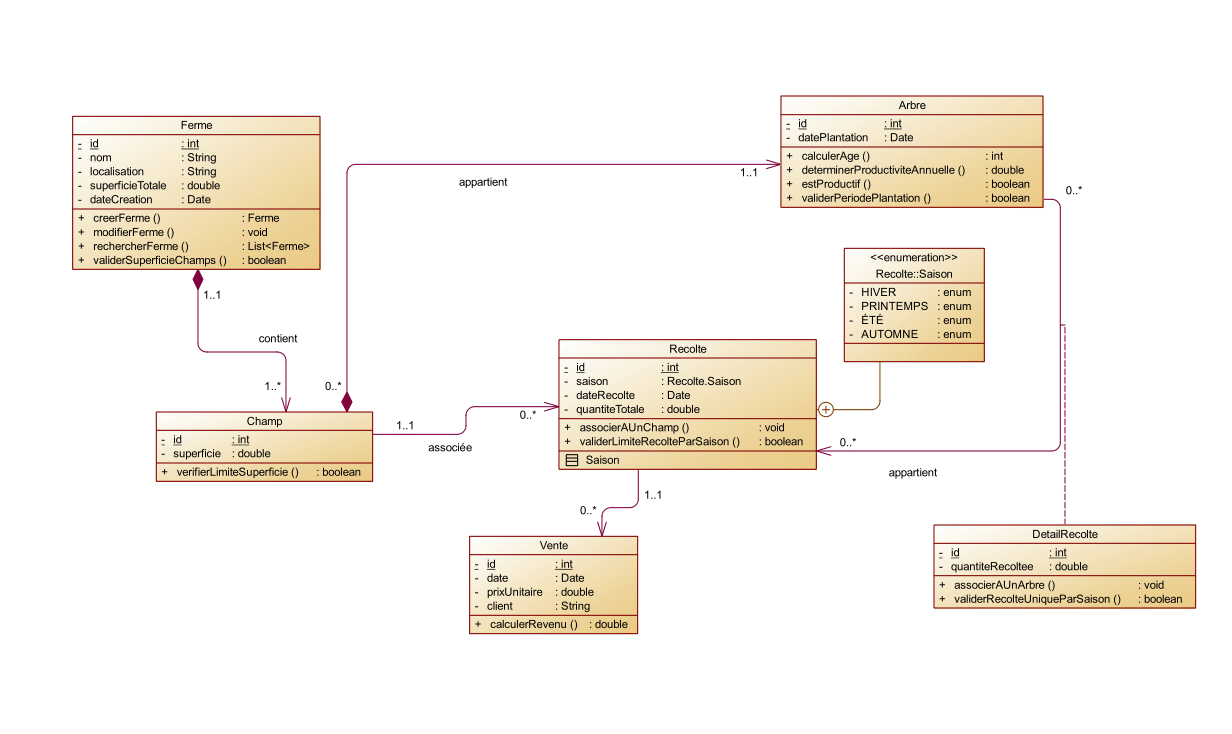 Ferme
- id : int
- nom : String
- localisation : String
- superficieTotale : double
- dateCreation : Date
+ creerFerme () : Ferme
+ modifierFerme () : void
+ rechercherFerme () : List<Ferme>
+ validerSuperficieChamps () : boolean
Arbre
- id : int
- datePlantation : Date
+ calculerAge () : int
+ determinerProductiviteAnnuelle () : double
+ estProductif () : boolean
+ validerPeriodePlantation () : boolean
1..1
appartient
0..*
1..1
contient
1..*
0..*
<<enumeration>>
Recolte::Saison
- HIVER : enum
- PRINTEMPS : enum
- ÉTÉ : enum
- AUTOMNE : enum
Champ
- id : int
- superficie : double
+ verifierLimiteSuperficie () : boolean
1..1
associée
0..*
Recolte
- id : int
- saison : Recolte.Saison
- dateRecolte : Date
- quantiteTotale : double
+ associerAUnChamp () : void
+ validerLimiteRecolteParSaison () : boolean
Saison
0..*
appartient
1..1
0..*
Vente
- id : int
- date : Date
- prixUnitaire : double
- client : String
+ calculerRevenu () : double
DetailRecolte
- id : int
- quantiteRecoltee : double
+ associerAUnArbre () : void
+ validerRecolteUniqueParSaison () : boolean